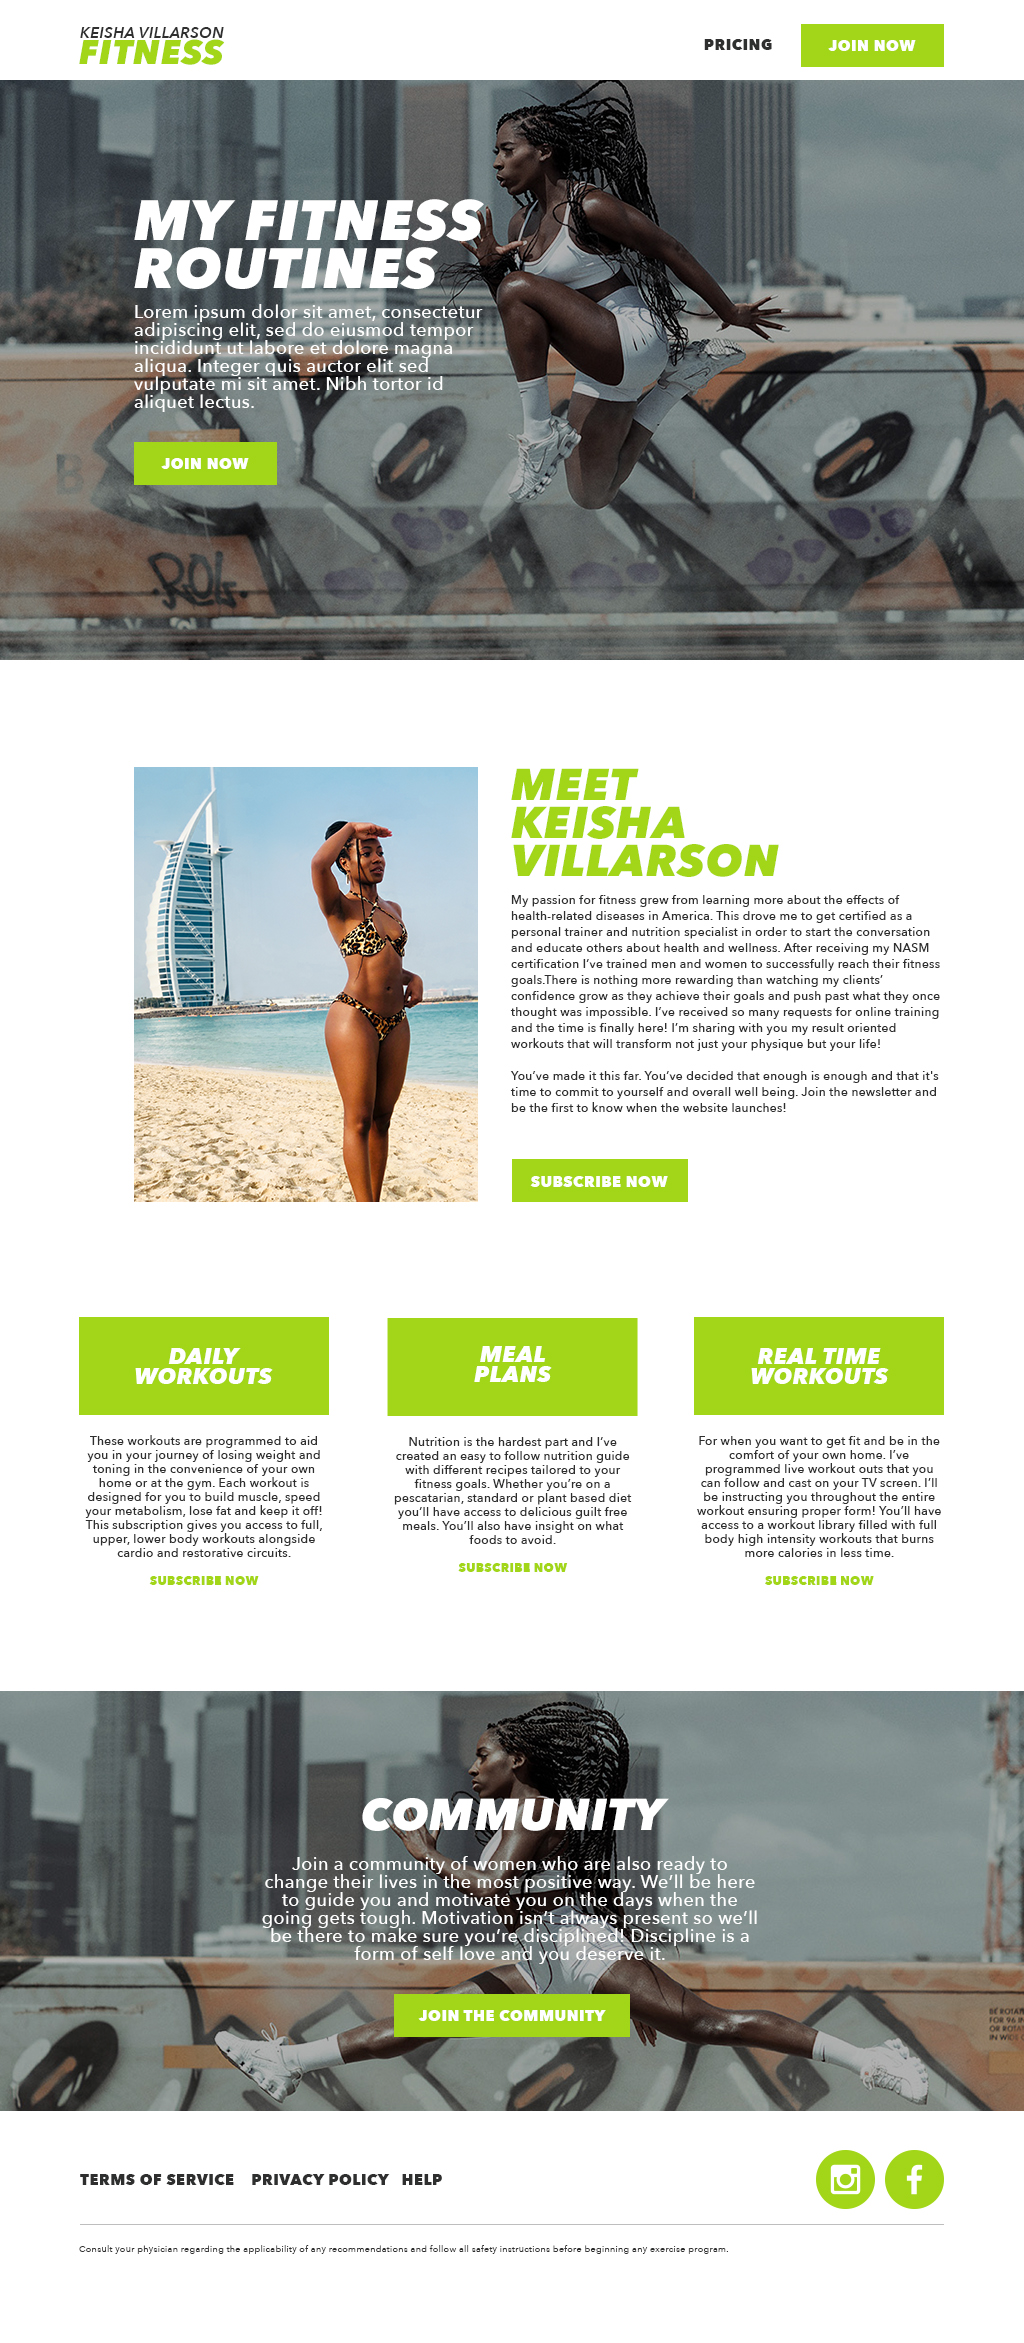 KEISHA VILLARSON
FITNESS
PRICING
JOIN NOW
MY FITNESS
ROUTINES
Lorem ipsum dolor sit amet, consectetur
adipiscing elit, sed do eiusmod tempor
incididunt ut labore et dolore magna
aliqua. Integer quis auctor elit sed
vulputate mi sit amet. Nibh tortor id
aliquet lectus.
JOIN NOW
MEET
KEISHA
VILLARSON
My passion for fitness grew from learning more about the effects of
health-related diseases in America. This drove me to get certified as a
personal trainer and nutrition specialist in order to start the conversation
and educate others about health and wellness. After receiving my NASM
certification I’ve trained men and women to successfully reach their fitness
goals.There is nothing more rewarding than watching my clients’
confidence grow as they achieve their goals and push past what they once
thought was impossible. I’ve received so many requests for online training
and the time is finally here! I’m sharing with you my result oriented
workouts that will transform not just your physique but your life!
You’ve made it this far. You’ve decided that enough is enough and that it's
time to commit to yourself and overall well being. Join the newsletter and
be the first to know when the website launches!
SUBSCRIBE NOW
DAILY
WORKOUTS
These workouts are programmed to aid
you in your journey of losing weight and
toning in the convenience of your own
home or at the gym. Each workout is
designed for you to build muscle, speed
your metabolism, lose fat and keep it off!
This subscription gives you access to full,
upper, lower body workouts alongside
cardio and restorative circuits.
SUBSCRIBE NOW
MEAL
PLANS
Nutrition is the hardest part and I’ve
created an easy to follow nutrition guide
with different recipes tailored to your
fitness goals. Whether you’re on a
pescatarian, standard or plant based diet
you’ll have access to delicious guilt free
meals. You’ll also have insight on what
foods to avoid.
SUBSCRIBE NOW
REAL TIME
WORKOUTS
For when you want to get fit and be in the
comfort of your own home. I’ve
programmed live workout outs that you
can follow and cast on your TV screen. I’ll
be instructing you throughout the entire
workout ensuring proper form! You’ll have
access to a workout library filled with full
body high intensity workouts that burns
more calories in less time.
SUBSCRIBE NOW
COMMUNITY
Join a community of women who are also ready to
change their lives in the most positive way. We’ll be here
to guide you and motivate you on the days when the
going gets tough. Motivation isn’t always present so we’ll
be there to make sure you’re disciplined! Discipline is a
form of self love and you deserve it.
JOIN THE COMMUNITY
TERMS OF SERVICE PRIVACY POLICY HELP
Consult your physician regarding the applicability of any recommendations and follow all safety instructions before beginning any exercise program.